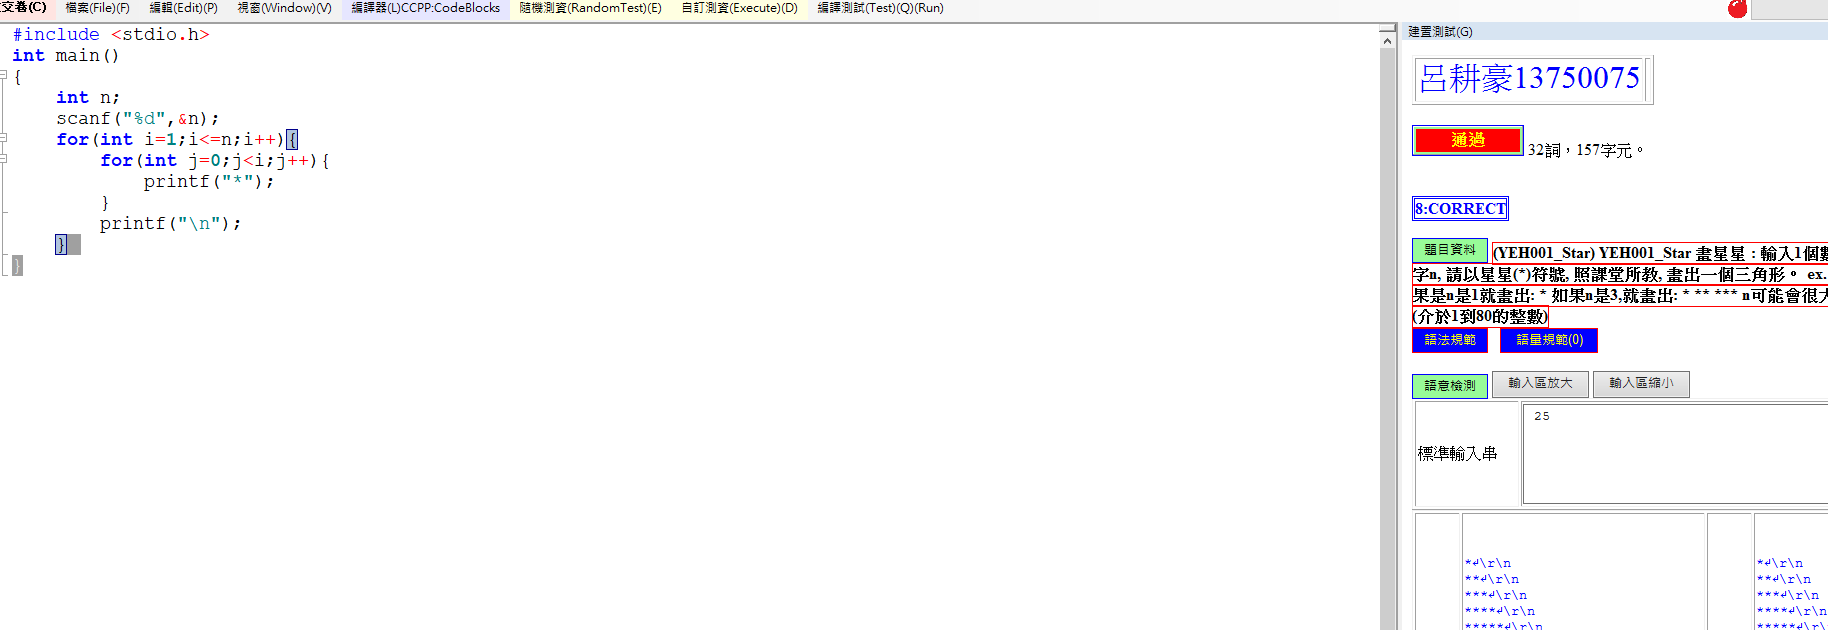 交卷(C) 檔案(File)(F) 編輯(Edit)(P) 視窗(Window)(V) 編譯器(L)CCPP:CodeBlocks 隨機測資(RandomTest)(E) 自訂測資(Execute)(D) 編譯測試(Test)(Q)(Run)
#include <stdio.h>
int main()
{
    int n;
    scanf("%d",&n);
    for(int i=1;i<=n;i++){
        for(int j=0;j<i;j++){
            printf("*");
        }
        printf("\n");
    }
}
建置測試(G)
呂耕豪13750075
通過 32詞，157字元。
8:CORRECT
題目資料 (YEH001_Star) YEH001_Star 畫星星 : 輸入1個數
字n, 請以星星(*)符號, 照課堂所教, 畫出一個三角形。 ex.
果是n是1就畫出: * 如果n是3,就畫出: * ** *** n可能會很大
(介於1到80的整數)
語法規範 語量規範(0)
語意檢測 輸入區放大 輸入區縮小
標準輸入串 25
*↲\r\n *↲\r\n
**↲\r\n **↲\r\n
***↲\r\n ***↲\r\n
****↲\r\n ****↲\r\n
*****↲\r\n *****↲\r\n